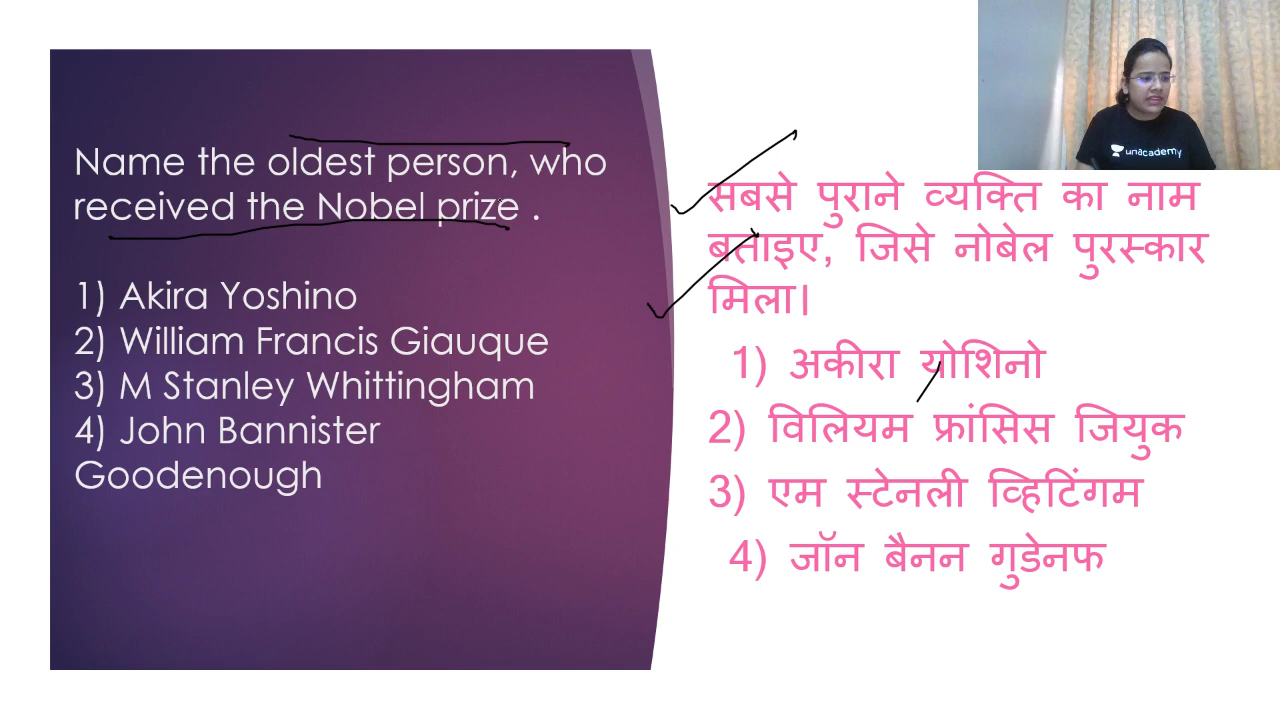 Name the oldest person, who
received the Nobel prize .
1) Akira Yoshino
2) William Francis Giauque
3) M Stanley Whittingham
4) John Bannister
Goodenough
सबसे पुराने व्यक्ति का नाम
बताइए, जिसे नोबेल पुरस्कार
मिला।
1) अकीरा योशिनो
2) विलियम फ्रांसिस जियुक
3) एम स्टेनली व्हिटिंगम
4) जॉन बैनन गुडेनफ
unacademy